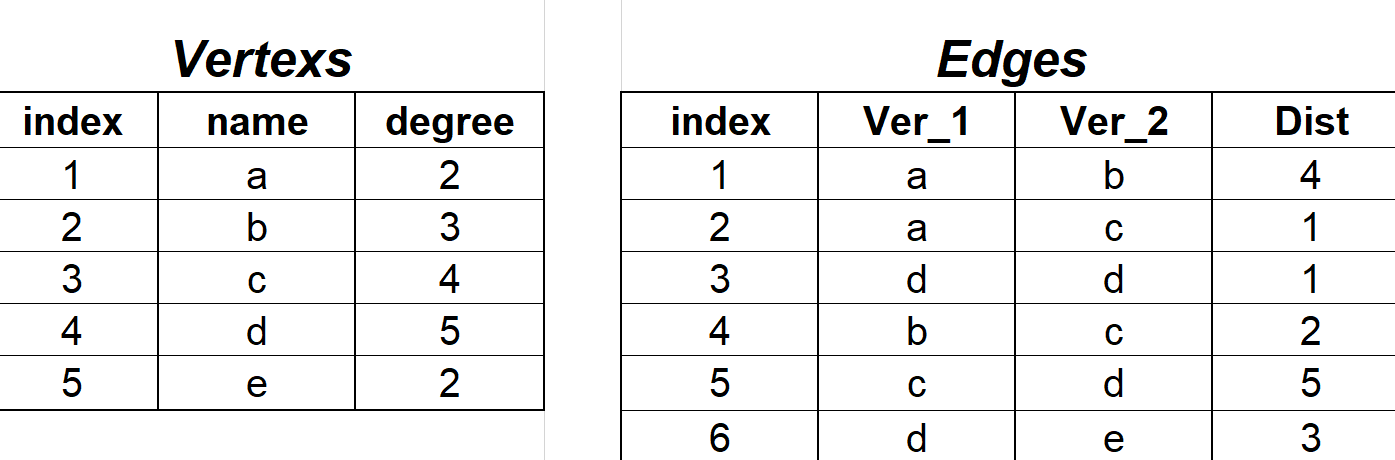 Vertexs
index name degree
1 a 2
2 b 3
3 c 4
4 d 5
5 e 2
Edges
index Ver_1 Ver_2 Dist
1 a b 4
2 a c 1
3 d d 1
4 b c 2
5 c d 5
6 d e 3